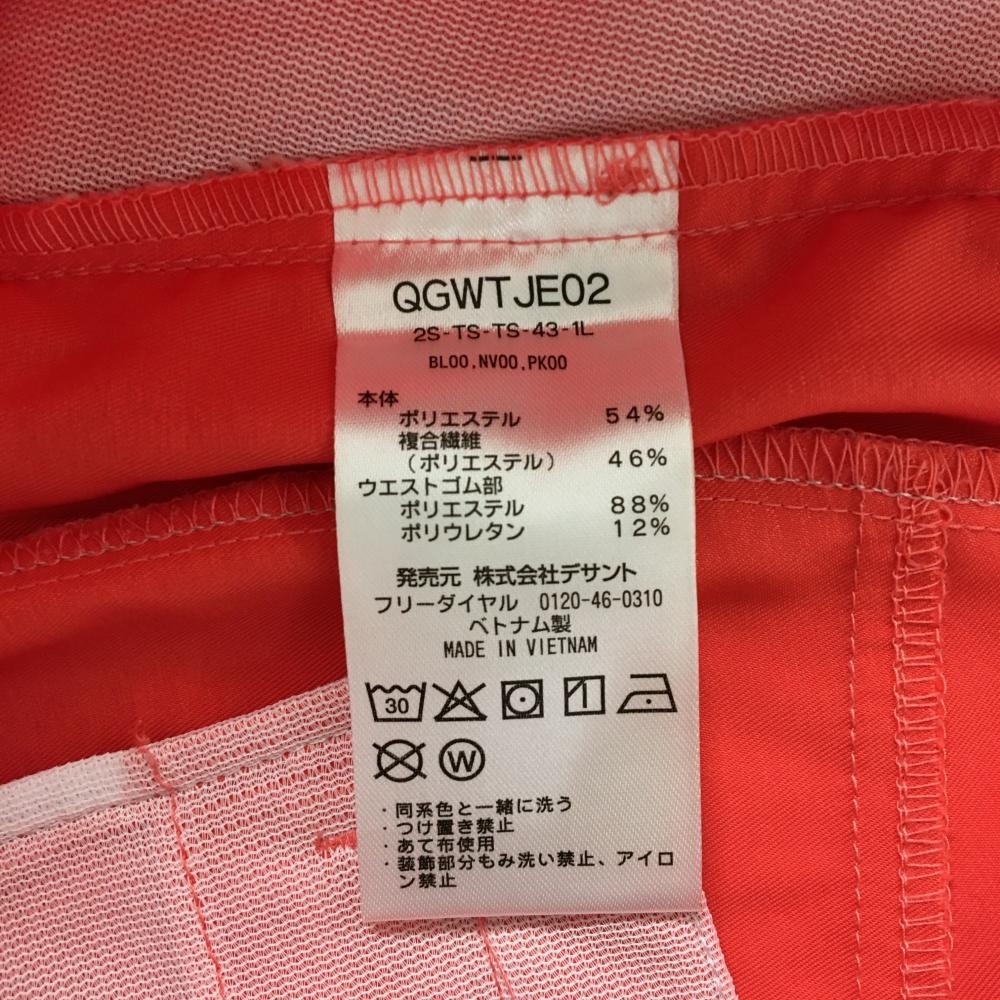 QGWTJE02
2S-TS-TS-43-1L
BL00,NV00,PK00
本体
ポリエステル 54%
複合繊維
（ポリエステル） 46%
ウエストゴム部
ポリエステル 88%
ポリウレタン 12%
発売元 株式会社デサント
フリーダイヤル 0120-46-0310
ベトナム製
MADE IN VIETNAM
30
W
・同系色と一緒に洗う
・つけ置き禁止
・あて布使用
・装飾部分もみ洗い禁止、アイロ
ン禁止